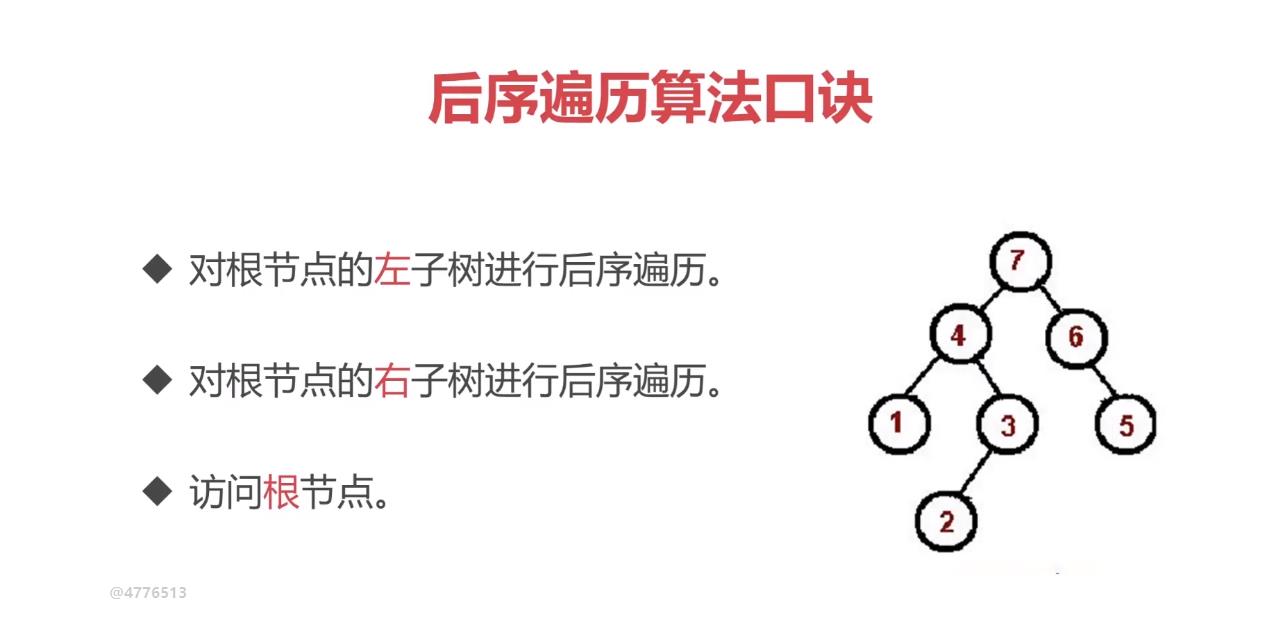 后序遍历算法口诀
◆ 对根节点的左子树进行后序遍历。
◆ 对根节点的右子树进行后序遍历。
◆ 访问根节点。
7
4 6
1 3 5
2
@4776513